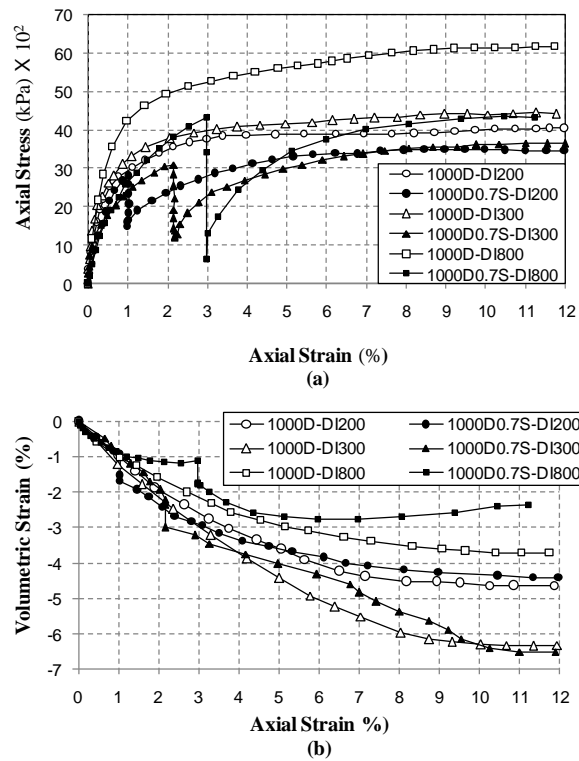 Axial Stress (kPa) X 10²
70
60
50
40
30
20
10
0
1000D-DI200
1000D0.7S-DI200
1000D-DI300
1000D0.7S-DI300
1000D-DI800
1000D0.7S-DI800
0 1 2 3 4 5 6 7 8 9 10 11 12
Axial Strain (%)
(a)
Volumetric Strain (%)
0
-1
-2
-3
-4
-5
-6
-7
1000D-DI200 1000D0.7S-DI200
1000D-DI300 1000D0.7S-DI300
1000D-DI800 1000D0.7S-DI800
0 1 2 3 4 5 6 7 8 9 10 11 12
Axial Strain %)
(b)